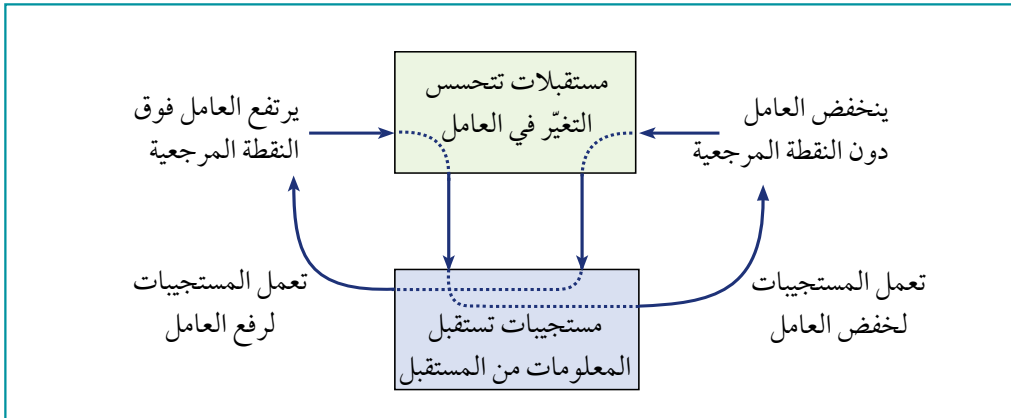 مستقبلات تتحسس
التغيّر في العامل
ينخفض العامل
دون النقطة المرجعية
يرتفع العامل فوق
النقطة المرجعية
تعمل المستجيبات
لخفض العامل
تعمل المستجيبات
لرفع العامل
مستجيبات تستقبل
المعلومات من المستقبل